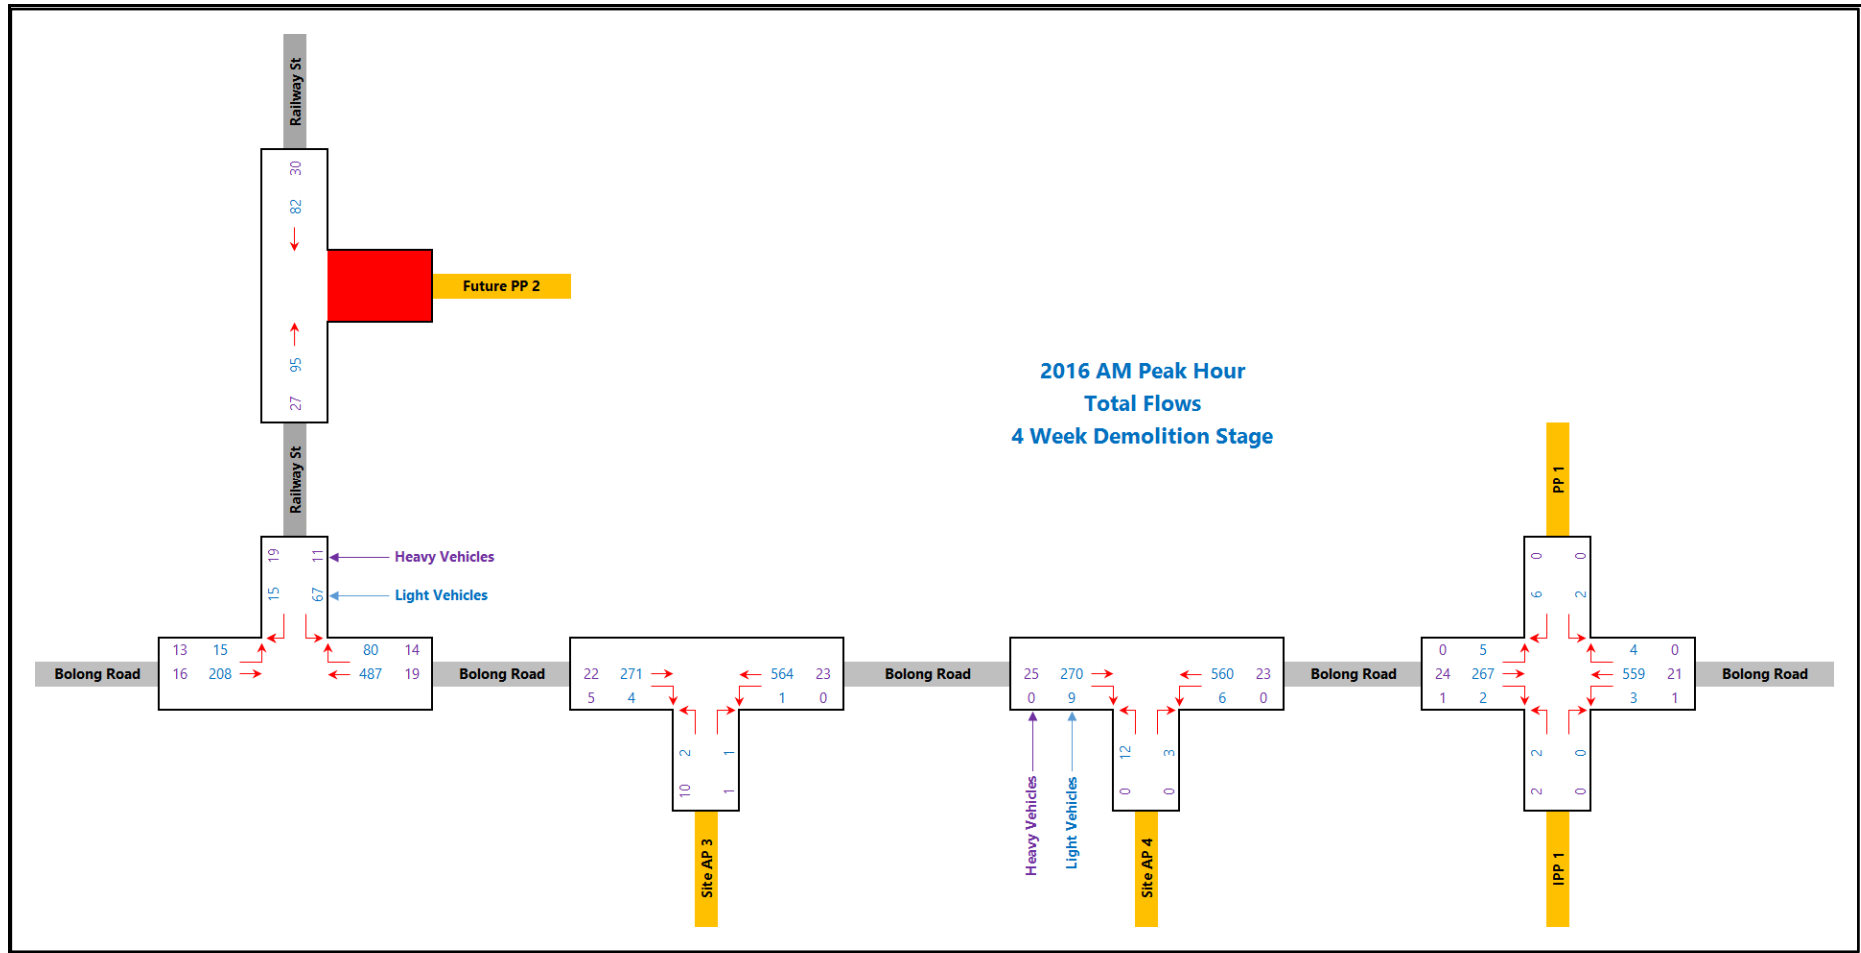 Railway St
30
82
Future PP 2
95
27
2016 AM Peak Hour
Total Flows
4 Week Demolition Stage
Railway St
PP 1
19 11 Heavy Vehicles
15 67 Light Vehicles
0 0
6 2
13 15 80 14
Bolong Road 16 208 487 19 Bolong Road
22 271 564 23
5 4 1 0
Bolong Road
25 270 560 23
0 9 6 0
Bolong Road
0 5 4 0
24 267 559 21
1 2 3 1
Bolong Road
2 1
10 1
12 3
0 0
2 0
2 0
Heavy Vehicles
Light Vehicles
Site AP 3
Site AP 4
IPP 1